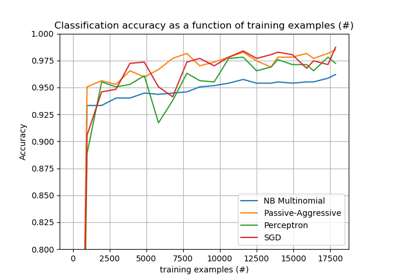 Classification accuracy as a function of training examples (#)
1.000
0.975
0.950
0.925
0.900
0.875
0.850
0.825
0.800
Accuracy
NB Multinomial
Passive-Aggressive
Perceptron
SGD
0 2500 5000 7500 10000 12500 15000 17500
training examples (#)